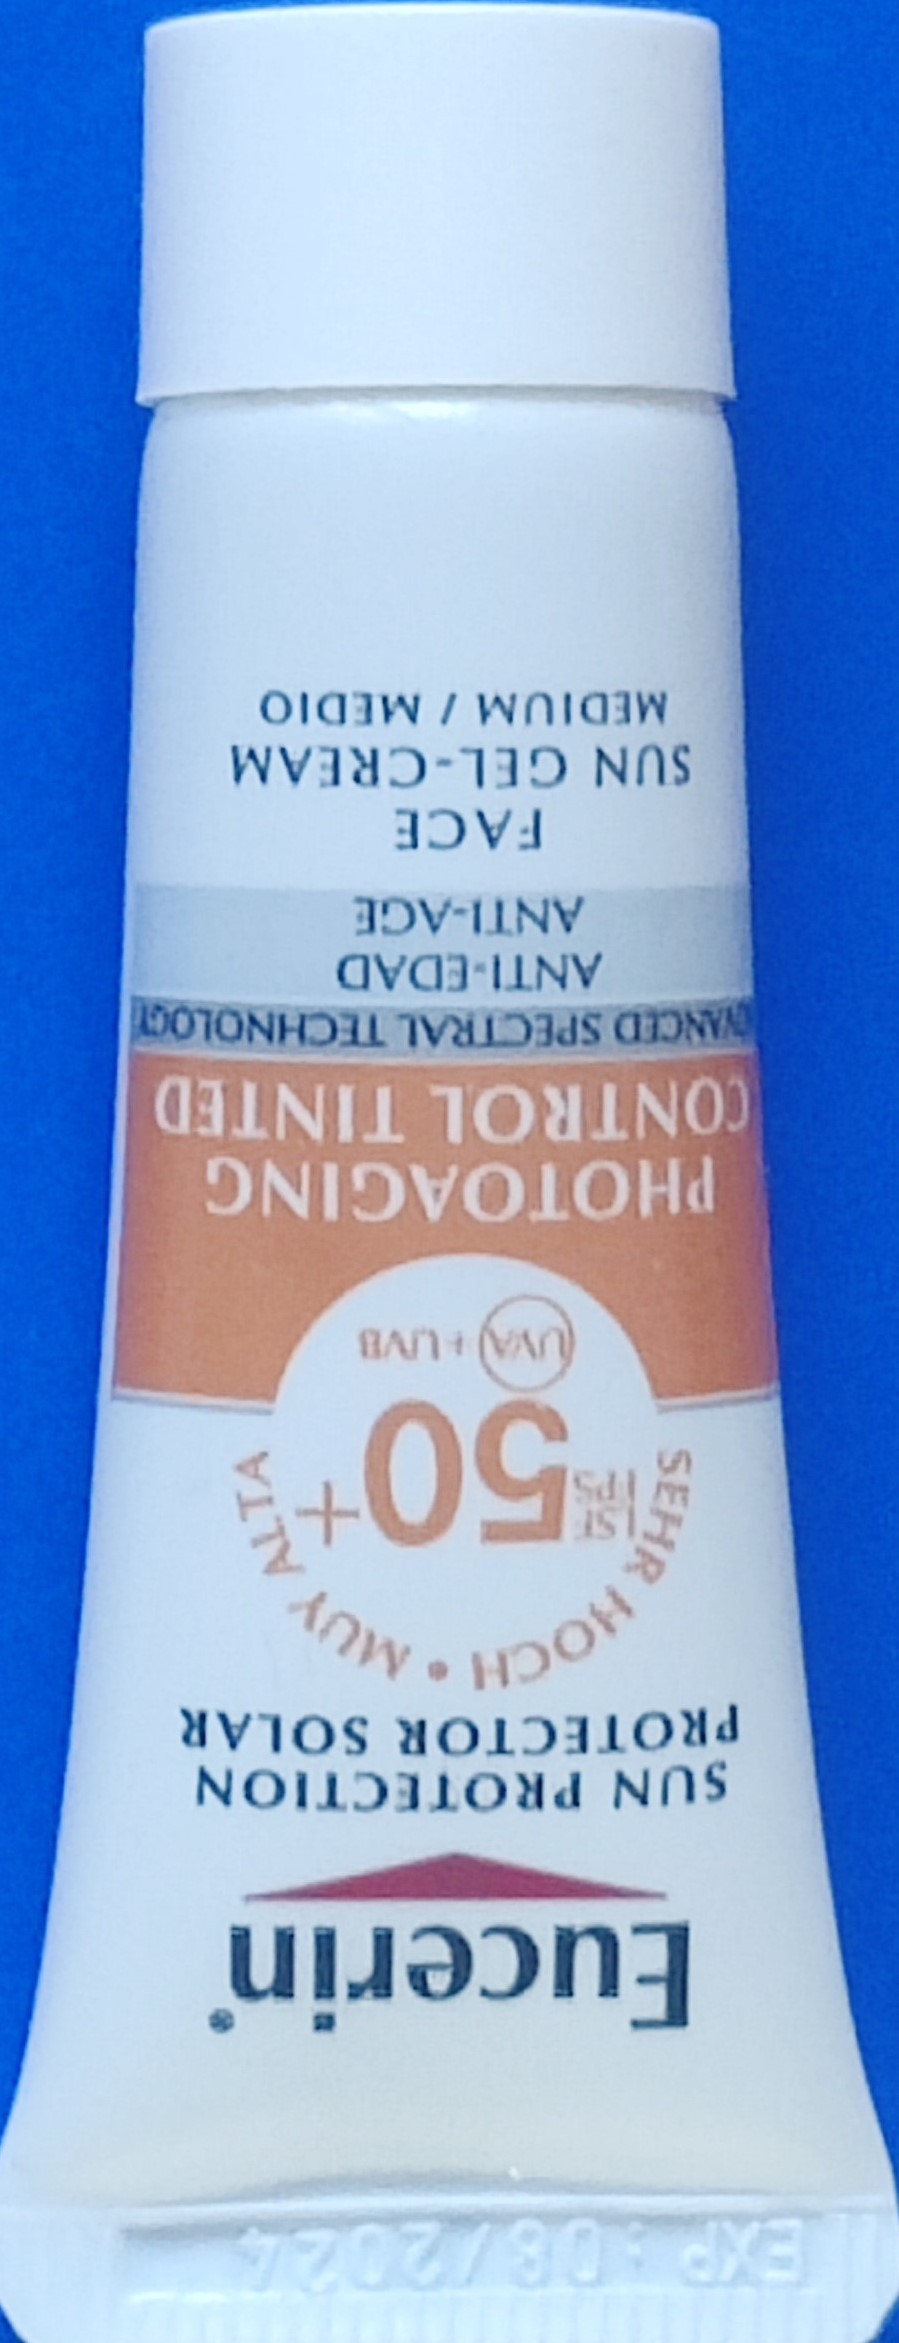 EXP : 08/2024
Eucerin®
SUN PROTECTION
PROTECTOR SOLAR
SEHR HOCH • MUY ALTA
LSF
FPS
50+
UVA + UVB
PHOTOAGING
CONTROL TINTED
ADVANCED SPECTRAL TECHNOLOGY
ANTI-EDAD
ANTI-AGE
FACE
SUN GEL-CREAM
MEDIUM / MEDIO